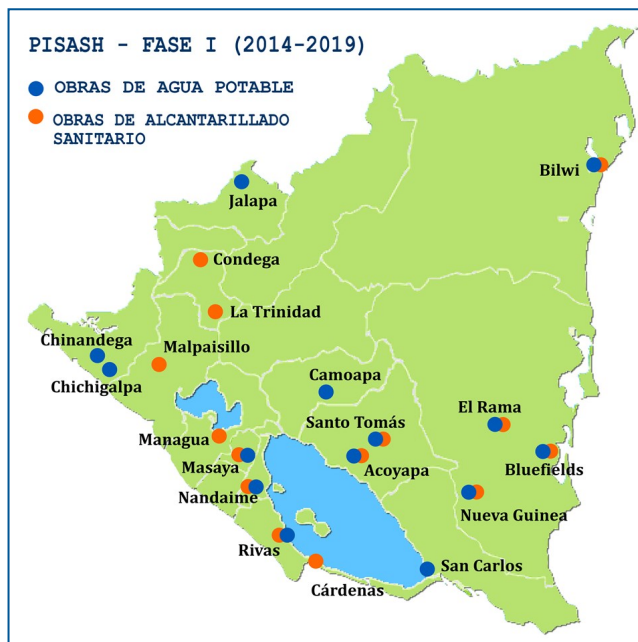 PISASH - FASE I (2014-2019)
OBRAS DE AGUA POTABLE
OBRAS DE ALCANTARILLADO
SANITARIO
Bilwi
Jalapa
Condega
La Trinidad
Chinandega
Malpaisillo
Chichigalpa
Camoapa
El Rama
Santo Tomás
Managua
Masaya
Acoyapa
Bluefields
Nandaime
Nueva Guinea
Rivas
San Carlos
Cárdenas